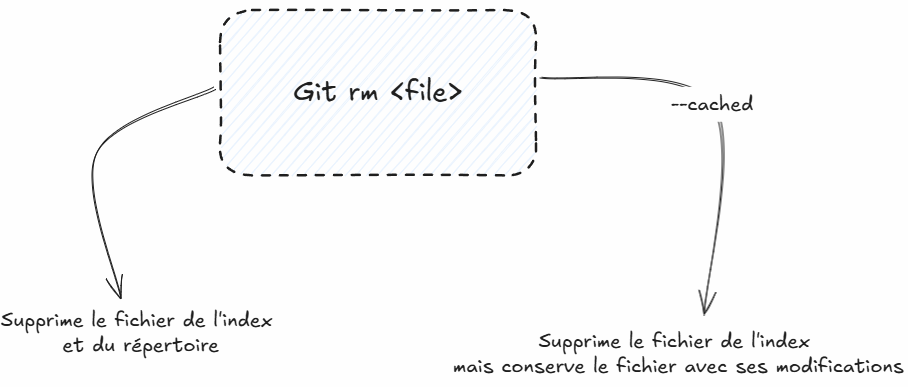 Git rm <file>
--cached
Supprime le fichier de l'index
et du répertoire
Supprime le fichier de l'index
mais conserve le fichier avec ses modifications